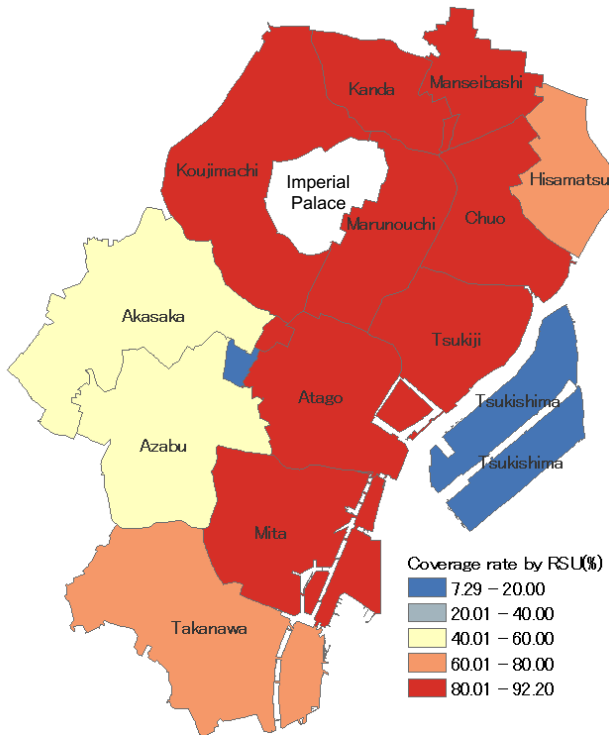 Kanda
Manseibashi
Koujimachi
Imperial
Palace
Hisamatsu
Marunouchi
Chuo
Akasaka
Tsukiji
Atago
Tsukishima
Azabu
Tsukishima
Mita
Takanawa
Coverage rate by RSU(%)
7.29 - 20.00
20.01 - 40.00
40.01 - 60.00
60.01 - 80.00
80.01 - 92.20